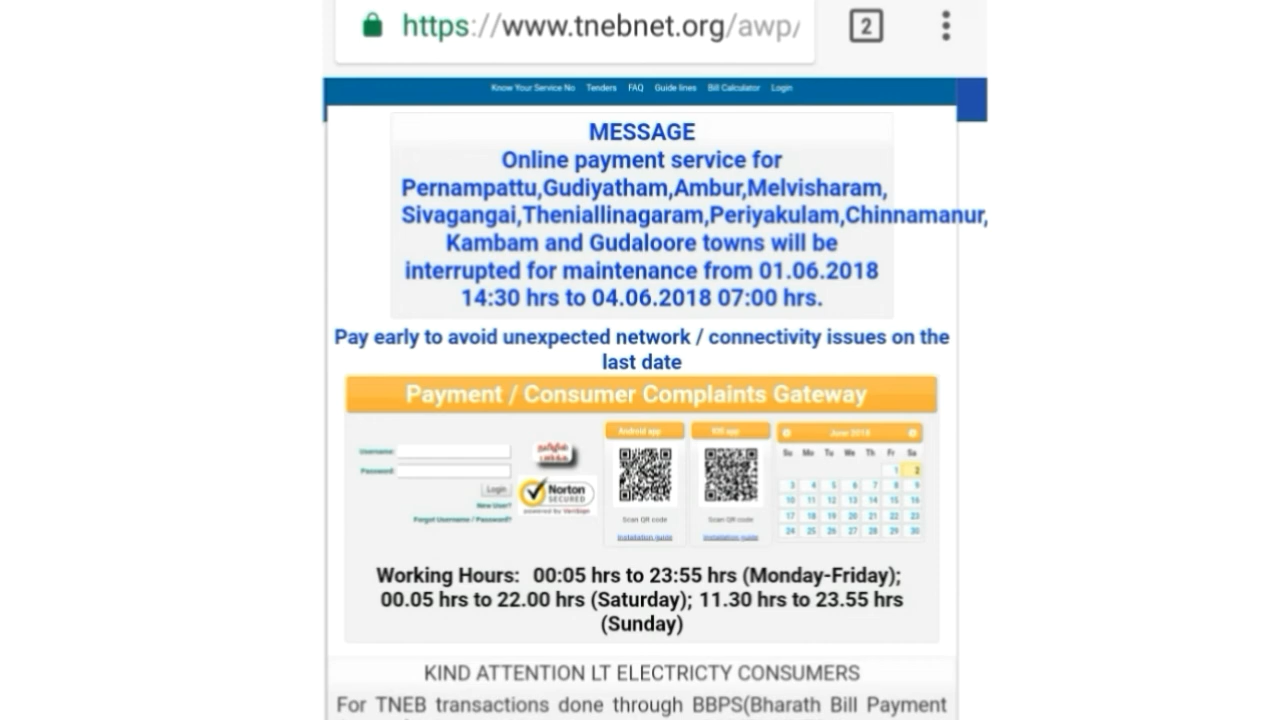 https://www.tnebnet.org/awp/
2
Know Your Service No Tenders FAQ Guide lines Bill Calculator Login
MESSAGE
Online payment service for
Pernampattu,Gudiyatham,Ambur,Melvisharam,
Sivagangai,Theniallinagaram,Periyakulam,Chinnamanur,
Kambam and Gudaloore towns will be
interrupted for maintenance from 01.06.2018
14:30 hrs to 04.06.2018 07:00 hrs.
Pay early to avoid unexpected network / connectivity issues on the
last date
Payment / Consumer Complaints Gateway
Username
Password
Login
New User?
Forgot Username / Password?
Norton
SECURED
powered by VeriSign
Android app
Scan QR code
Installation guide
app
Scan QR code
Installation guide
June 2018
Su Mo Tu We Th Fr Sa
1 2
3 4 5 6 7 8 9
10 11 12 13 14 15 16
17 18 19 20 21 22 23
24 25 26 27 28 29 30
Working Hours: 00:05 hrs to 23:55 hrs (Monday-Friday);
00.05 hrs to 22.00 hrs (Saturday); 11.30 hrs to 23.55 hrs
(Sunday)
KIND ATTENTION LT ELECTRICTY CONSUMERS
For TNEB transactions done through BBPS(Bharath Bill Payment